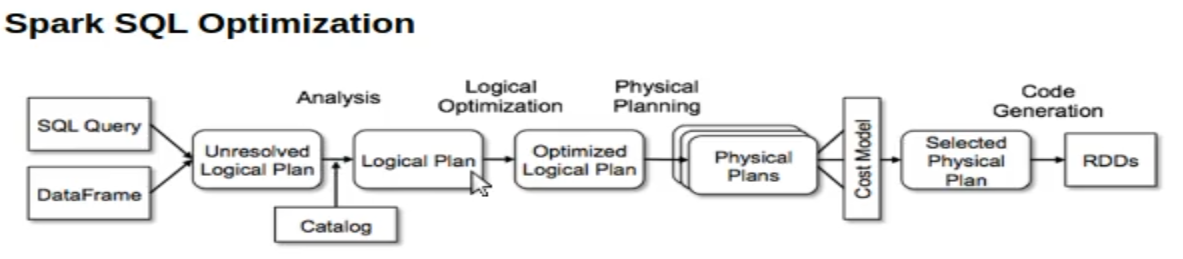 Spark SQL Optimization
Analysis
Logical
Optimization
Physical
Planning
Code
Generation
SQL Query
DataFrame
Unresolved
Logical Plan
Catalog
Logical Plan
Optimized
Logical Plan
Physical
Plans
Cost Model
Selected
Physical
Plan
RDDs